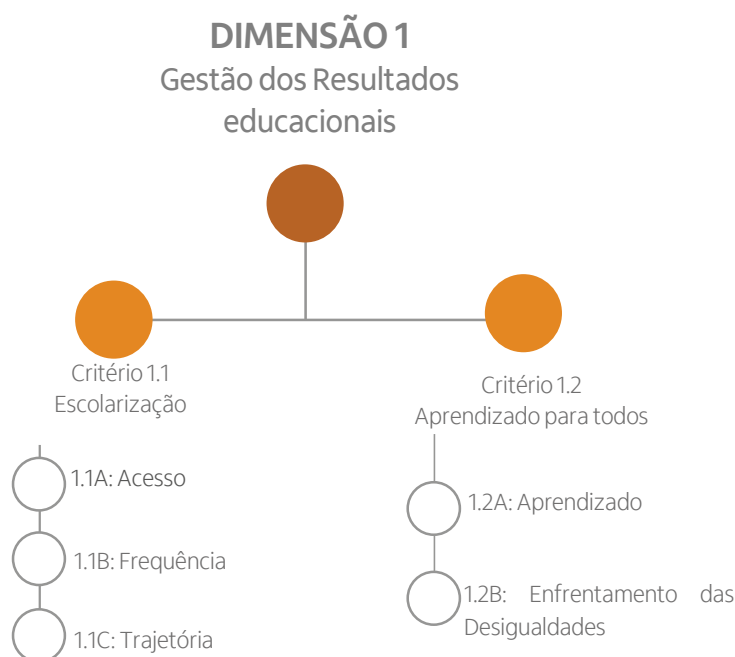 DIMENSÃO 1
Gestão dos Resultados
educacionais
Critério 1.1
Escolarização
1.1A: Acesso
1.1B: Frequência
1.1C: Trajetória
Critério 1.2
Aprendizado para todos
1.2A: Aprendizado
1.2B: Enfrentamento das
Desigualdades